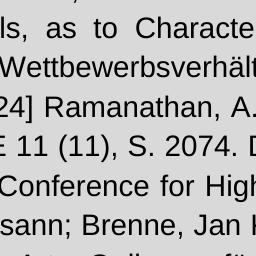 ls, as to Characte
Wettbewerbsverhält
24] Ramanathan, A.
E 11 (11), S. 2074. D
Conference for High
sann; Brenne, Jan